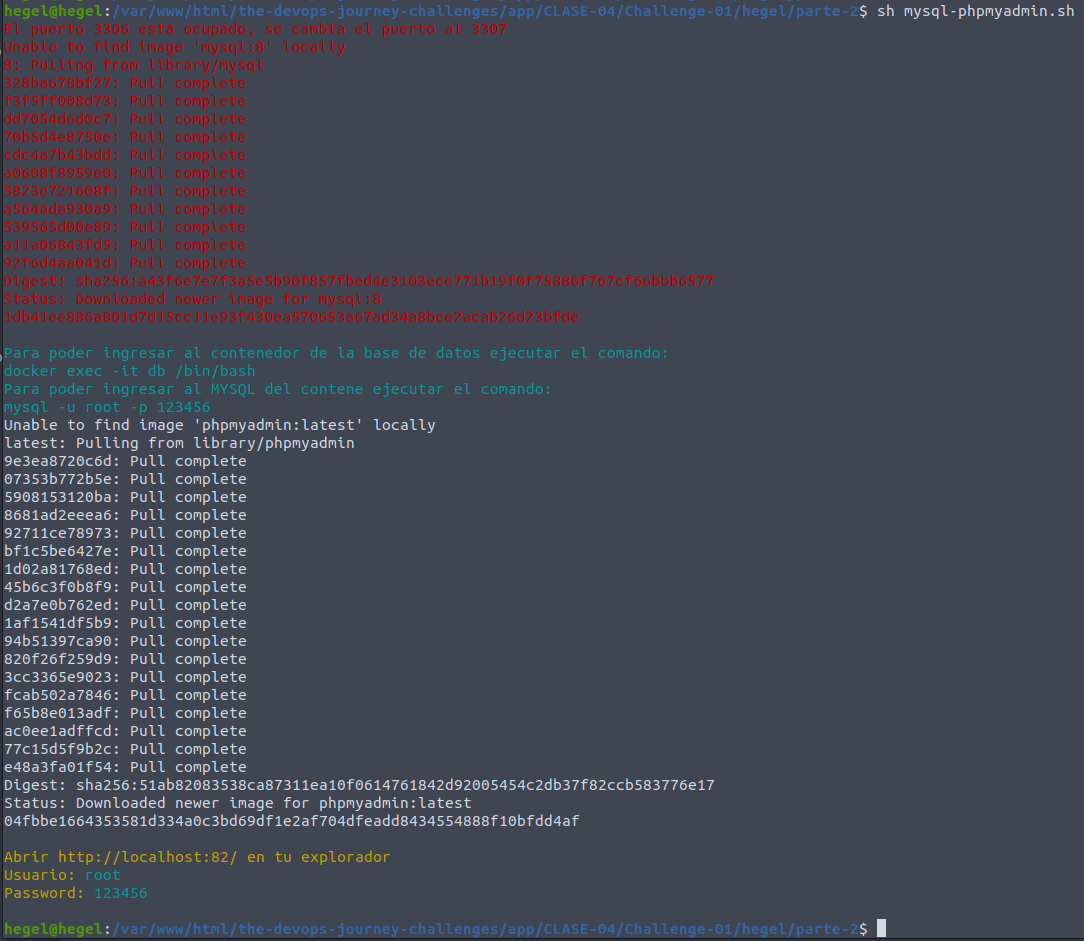 hegel@hegel:/var/www/html/the-devops-journey-challenges/app/CLASE-04/Challenge-01/hegel/parte-2$ sh mysql-phpmyadmin.sh
El puerto 3306 está ocupado, se cambia el puerto al 3307
Unable to find image 'mysql:8' locally
8: Pulling from library/mysql
328ba678bf27: Pull complete
f3f5ff008d73: Pull complete
dd7054d6d0c7: Pull complete
70b5d4e8750e: Pull complete
cdc4a7b43bdd: Pull complete
a0608f8959e0: Pull complete
5823e721608f: Pull complete
a564ada930a9: Pull complete
539565d00e89: Pull complete
a11a06843fd5: Pull complete
92f6d4aa041d: Pull complete
Digest: sha256:a43f6e7e7f3a5e5b90f857fbed4e3103ece771b19f0f75880f767cf66bbb6577
Status: Downloaded newer image for mysql:8
1db41ee886a801d7d15cc11e93f430ea570653a67ad34a8bce2acab26d23bfde
Para poder ingresar al contenedor de la base de datos ejecutar el comando:
docker exec -it db /bin/bash
Para poder ingresar al MYSQL del contene ejecutar el comando:
mysql -u root -p 123456
Unable to find image 'phpmyadmin:latest' locally
latest: Pulling from library/phpmyadmin
9e3ea8720c6d: Pull complete
07353b772b5e: Pull complete
5908153120ba: Pull complete
8681ad2eeea6: Pull complete
92711ce78973: Pull complete
bf1c5be6427e: Pull complete
1d02a81768ed: Pull complete
45b6c3f0b8f9: Pull complete
d2a7e0b762ed: Pull complete
1af1541df5b9: Pull complete
94b51397ca90: Pull complete
820f26f259d9: Pull complete
3cc3365e9023: Pull complete
fcab502a7846: Pull complete
f65b8e013adf: Pull complete
ac0ee1adffcd: Pull complete
77c15d5f9b2c: Pull complete
e48a3fa01f54: Pull complete
Digest: sha256:51ab82083538ca87311ea10f0614761842d92005454c2db37f82ccb583776e17
Status: Downloaded newer image for phpmyadmin:latest
04fbbe1664353581d334a0c3bd69df1e2af704dfeadd8434554888f10bfdd4af
Abrir http://localhost:82/ en tu explorador
Usuario: root
Password: 123456
hegel@hegel:/var/www/html/the-devops-journey-challenges/app/CLASE-04/Challenge-01/hegel/parte-2$